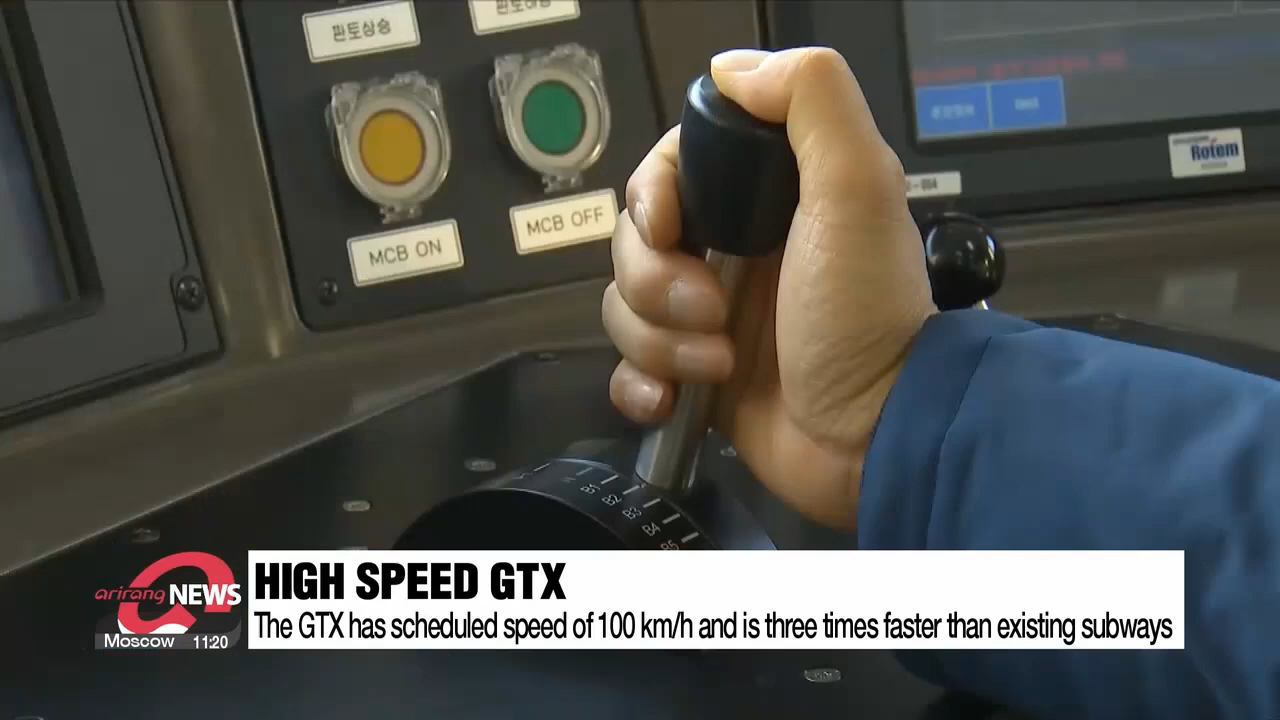 판토상승
판토하강
MCB ON
MCB OFF
Rotem
B1
B2
B3
B4
B5
arirang NEWS
Moscow 11:20
HIGH SPEED GTX
The GTX has scheduled speed of 100 km/h and is three times faster than existing subways